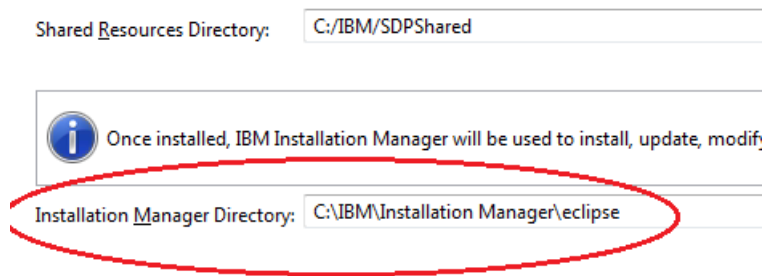 Shared Resources Directory: C:/IBM/SDPShared
Once installed, IBM Installation Manager will be used to install, update, modify
Installation Manager Directory: C:\IBM\Installation Manager\eclipse